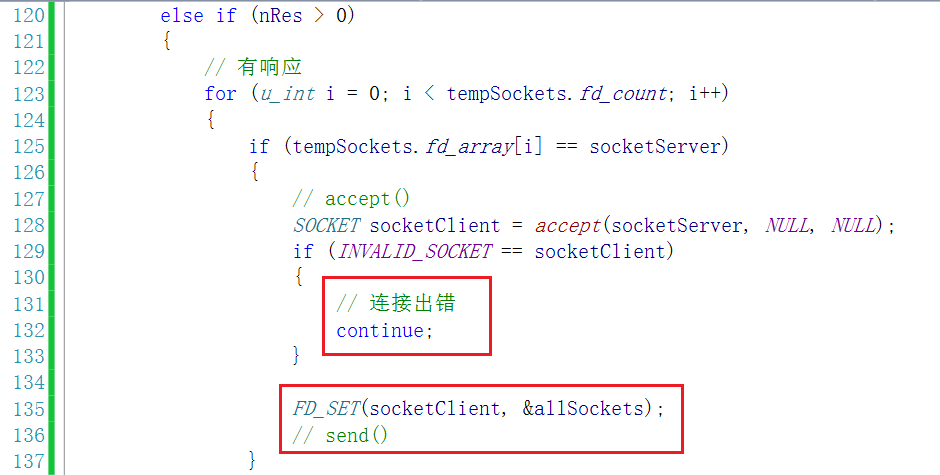 120 else if (nRes > 0)
121 {
122 // 有响应
123 for (u_int i = 0; i < tempSockets.fd_count; i++)
124 {
125 if (tempSockets.fd_array[i] == socketServer)
126 {
127 // accept()
128 SOCKET socketClient = accept(socketServer, NULL, NULL);
129 if (INVALID_SOCKET == socketClient)
130 {
131 // 连接出错
132 continue;
133 }
134
135 FD_SET(socketClient, &allSockets);
136 // send()
137 }